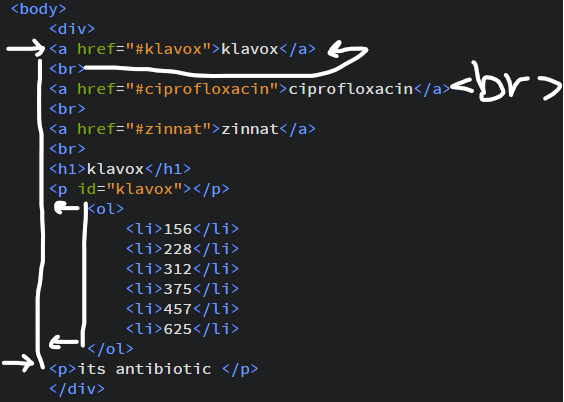 <body>
<div>
<a href="#klavox">klavox</a>
<br>
<a href="#ciprofloxacin">ciprofloxacin</a><br>
<br>
<a href="#zinnat">zinnat</a>
<br>
<h1>klavox</h1>
<p id="klavox"></p>
<ol>
<li>156</li>
<li>228</li>
<li>312</li>
<li>375</li>
<li>457</li>
<li>625</li>
</ol>
<p>its antibiotic </p>
</div>